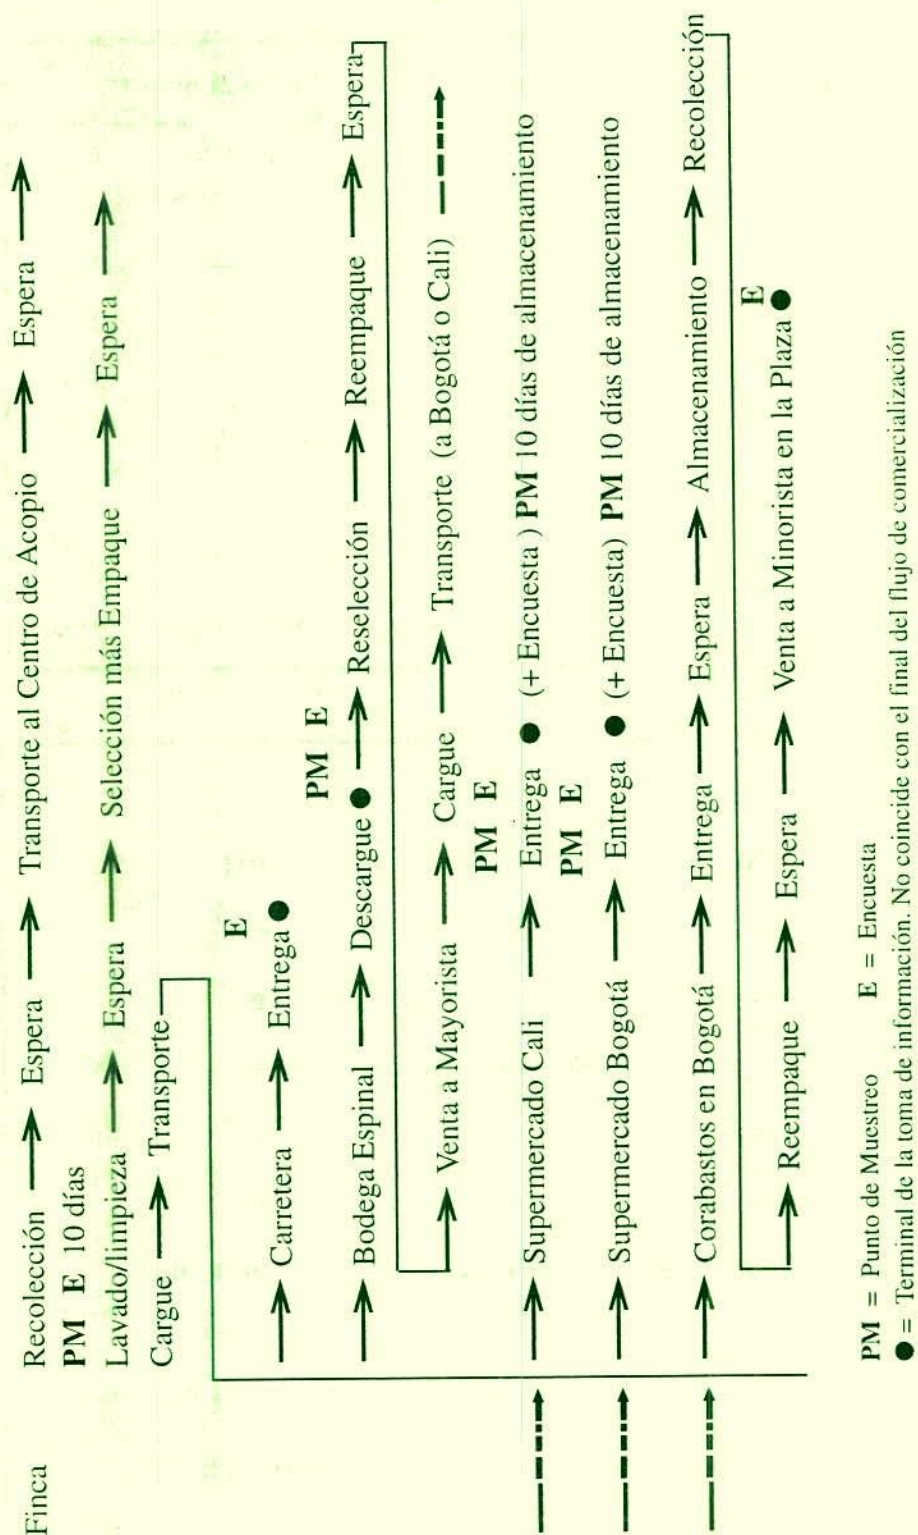 Finca Recolección Espera Transporte al Centro de Acopio Espera
PM E 10 días
Lavado/limpieza Espera Selección más Empaque Espera
Cargue Transporte
E
Carretera Entrega
PM E
Bodega Espinal Descargue Reselección Reempaque Espera
Venta a Mayorista Cargue Transporte (a Bogotá o Cali)
PM E
Supermercado Cali Entrega (+ Encuesta ) PM 10 días de almacenamiento
PM E
Supermercado Bogotá Entrega (+ Encuesta) PM 10 días de almacenamiento
Corabastos en Bogotá Entrega Espera Almacenamiento Recolección
E
Reempaque Espera Venta a Minorista en la Plaza
PM = Punto de Muestreo E = Encuesta
● = Terminal de la toma de información. No coincide con el final del flujo de comercialización